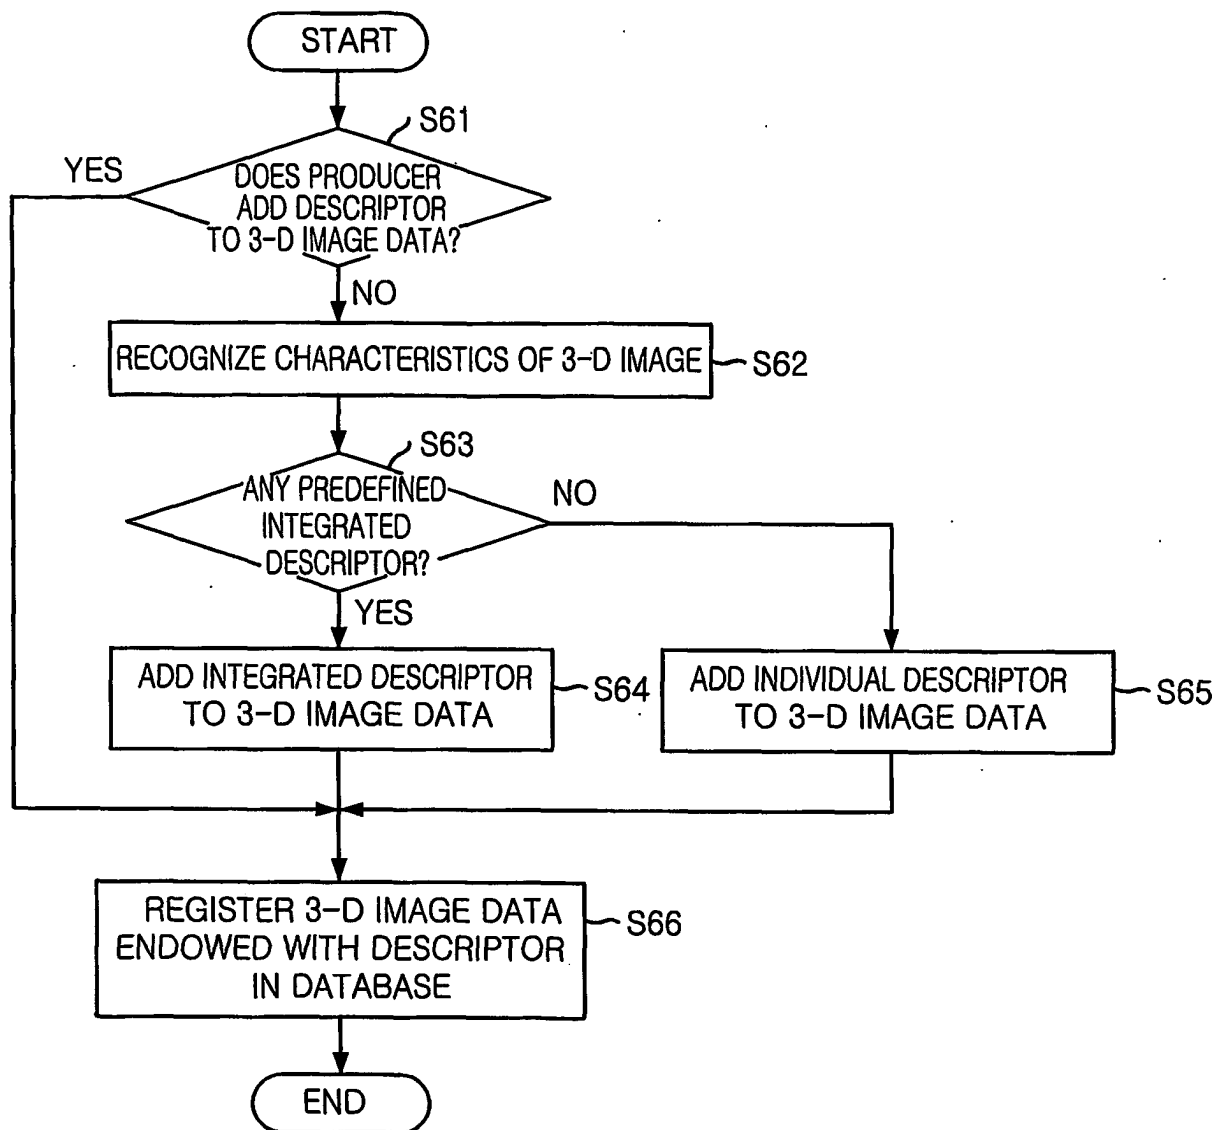 START
S61
YES
DOES PRODUCER
ADD DESCRIPTOR
TO 3-D IMAGE DATA?
NO
RECOGNIZE CHARACTERISTICS OF 3-D IMAGE
S62
S63
ANY PREDEFINED
INTEGRATED
DESCRIPTOR?
NO
YES
ADD INTEGRATED DESCRIPTOR
TO 3-D IMAGE DATA
S64
ADD INDIVIDUAL DESCRIPTOR
TO 3-D IMAGE DATA
S65
REGISTER 3-D IMAGE DATA
ENDOWED WITH DESCRIPTOR
IN DATABASE
S66
END